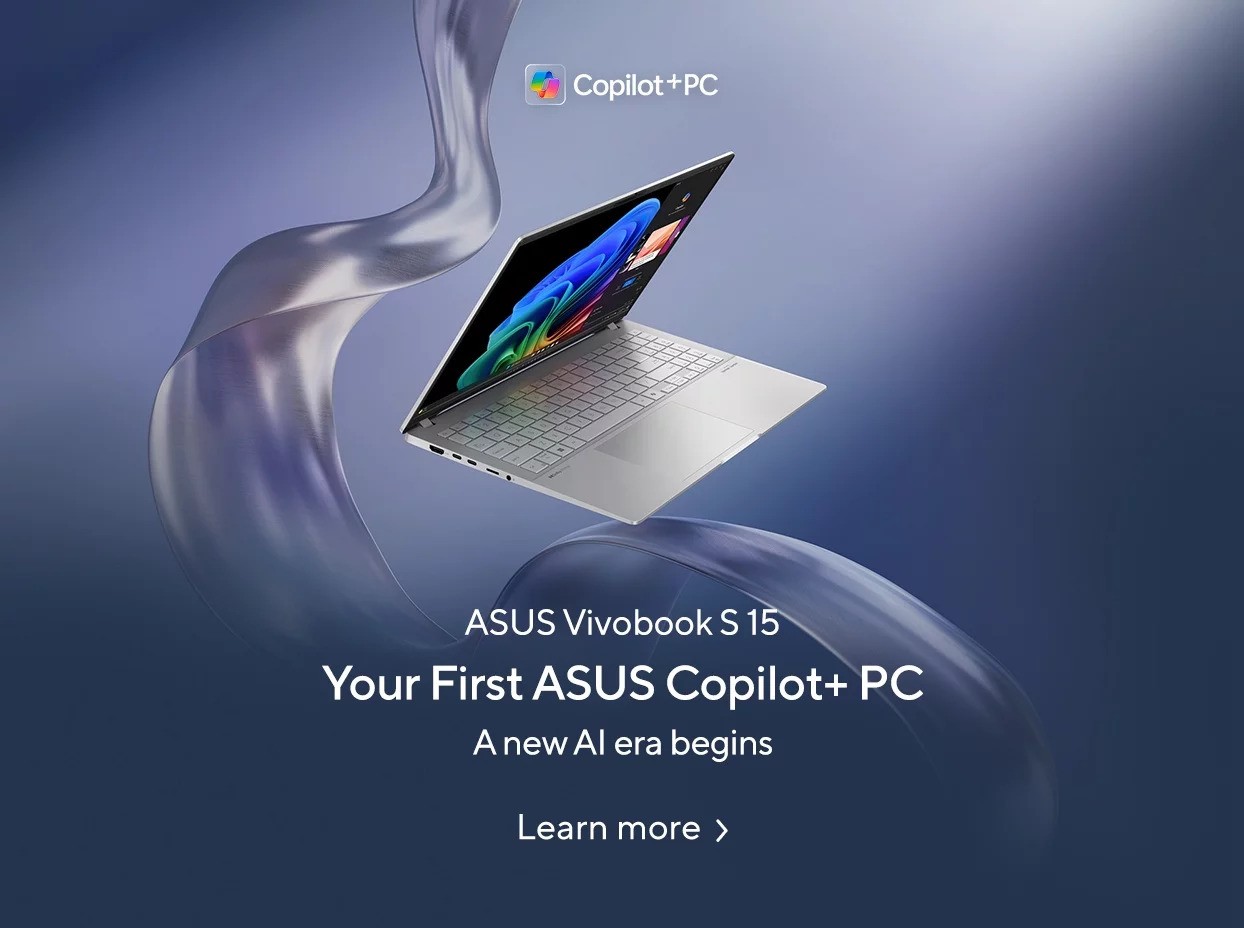 Copilot+PC
ASUS Vivobook S 15
Your First ASUS Copilot+ PC
A new AI era begins
Learn more >